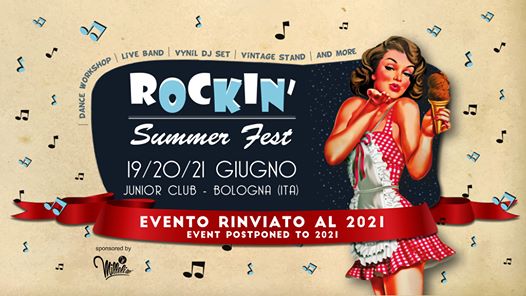 DANCE WORKSHOP | LIVE BAND | VYNIL DJ SET | VINTAGE STAND | AND MORE
ROCKIN'
Summer Fest
19/20/21 GIUGNO
JUNIOR CLUB - BOLOGNA (ITA)
EVENTO RINVIATO AL 2021
EVENT POSTPONED TO 2021
sponsored by